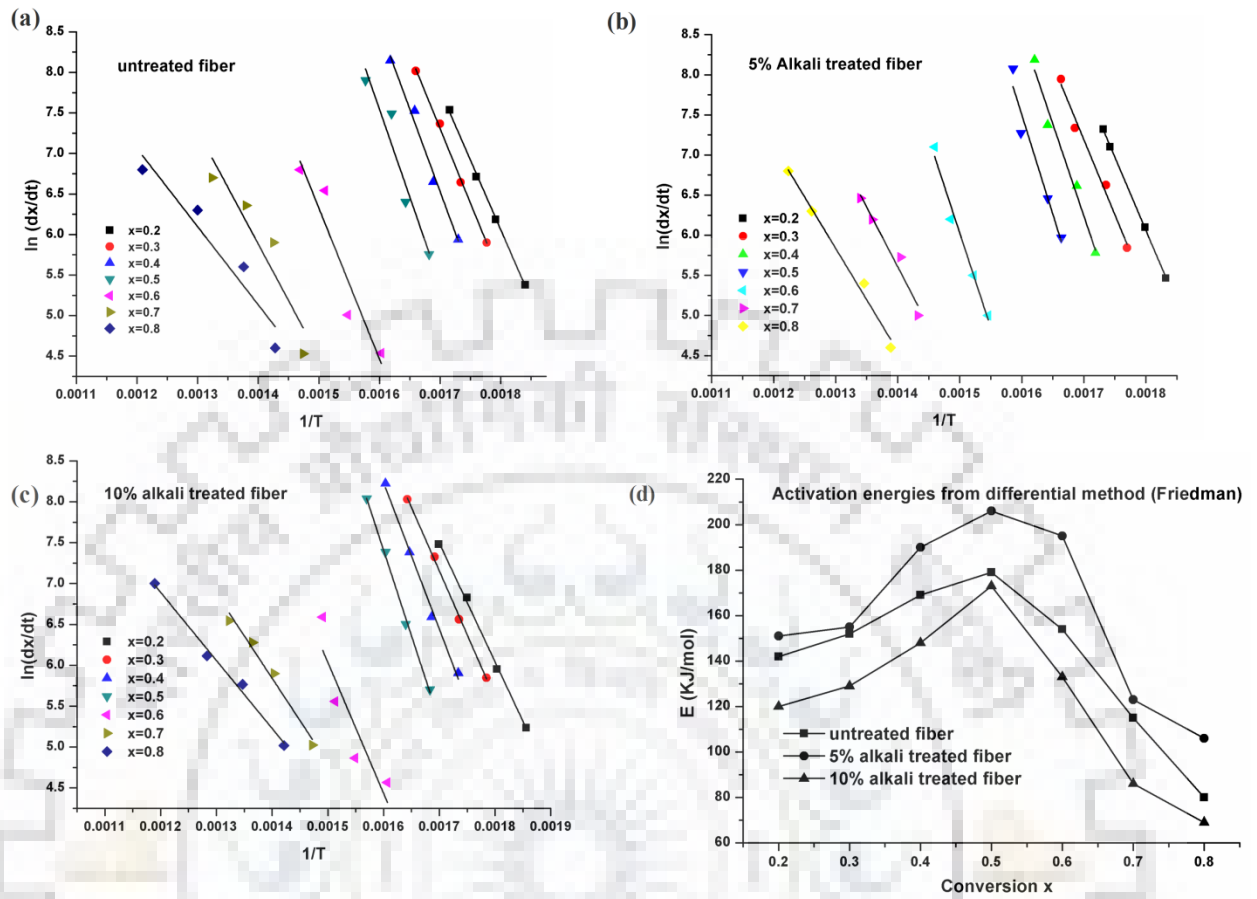 (a)
untreated fiber
ln (dx/dt)
8.5
8.0
7.5
7.0
6.5
6.0
5.5
5.0
4.5
x=0.2
x=0.3
x=0.4
x=0.5
x=0.6
x=0.7
x=0.8
0.0011 0.0012 0.0013 0.0014 0.0015 0.0016 0.0017 0.0018
1/T
(b)
5% Alkali treated fiber
ln(dx/dt)
8.5
8.0
7.5
7.0
6.5
6.0
5.5
5.0
4.5
x=0.2
x=0.3
x=0.4
x=0.5
x=0.6
x=0.7
x=0.8
0.0011 0.0012 0.0013 0.0014 0.0015 0.0016 0.0017 0.0018
1/T
(c)
10% alkali treated fiber
ln(dx/dt)
8.5
8.0
7.5
7.0
6.5
6.0
5.5
5.0
4.5
x=0.2
x=0.3
x=0.4
x=0.5
x=0.6
x=0.7
x=0.8
0.0011 0.0012 0.0013 0.0014 0.0015 0.0016 0.0017 0.0018 0.0019
1/T
(d)
Activation energies from differential method (Friedman)
E (KJ/mol)
220
200
180
160
140
120
100
80
60
untreated fiber
5% alkali treated fiber
10% alkali treated fiber
0.2 0.3 0.4 0.5 0.6 0.7 0.8
Conversion x